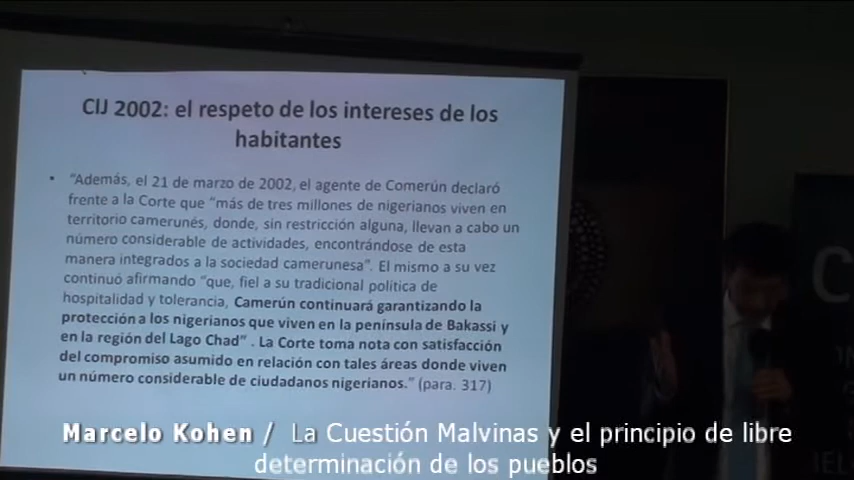 CIJ 2002: el respeto de los intereses de los
habitantes
• "Además, el 21 de marzo de 2002, el agente de Comerún declaró
frente a la Corte que "más de tres millones de nigerianos viven en
territorio camerunés, donde, sin restricción alguna, llevan a cabo un
número considerable de actividades, encontrándose de esta
manera integrados a la sociedad camerunesa". El mismo a su vez
continuó afirmando "que, fiel a su tradicional política de
hospitalidad y tolerancia, Camerún continuará garantizando la
protección a los nigerianos que viven en la península de Bakassi y
en la región del Lago Chad" . La Corte toma nota con satisfacción
del compromiso asumido en relación con tales áreas donde viven
un número considerable de ciudadanos nigerianos." (para. 317)
Marcelo Kohen / La Cuestión Malvinas y el principio de libre
determinación de los pueblos